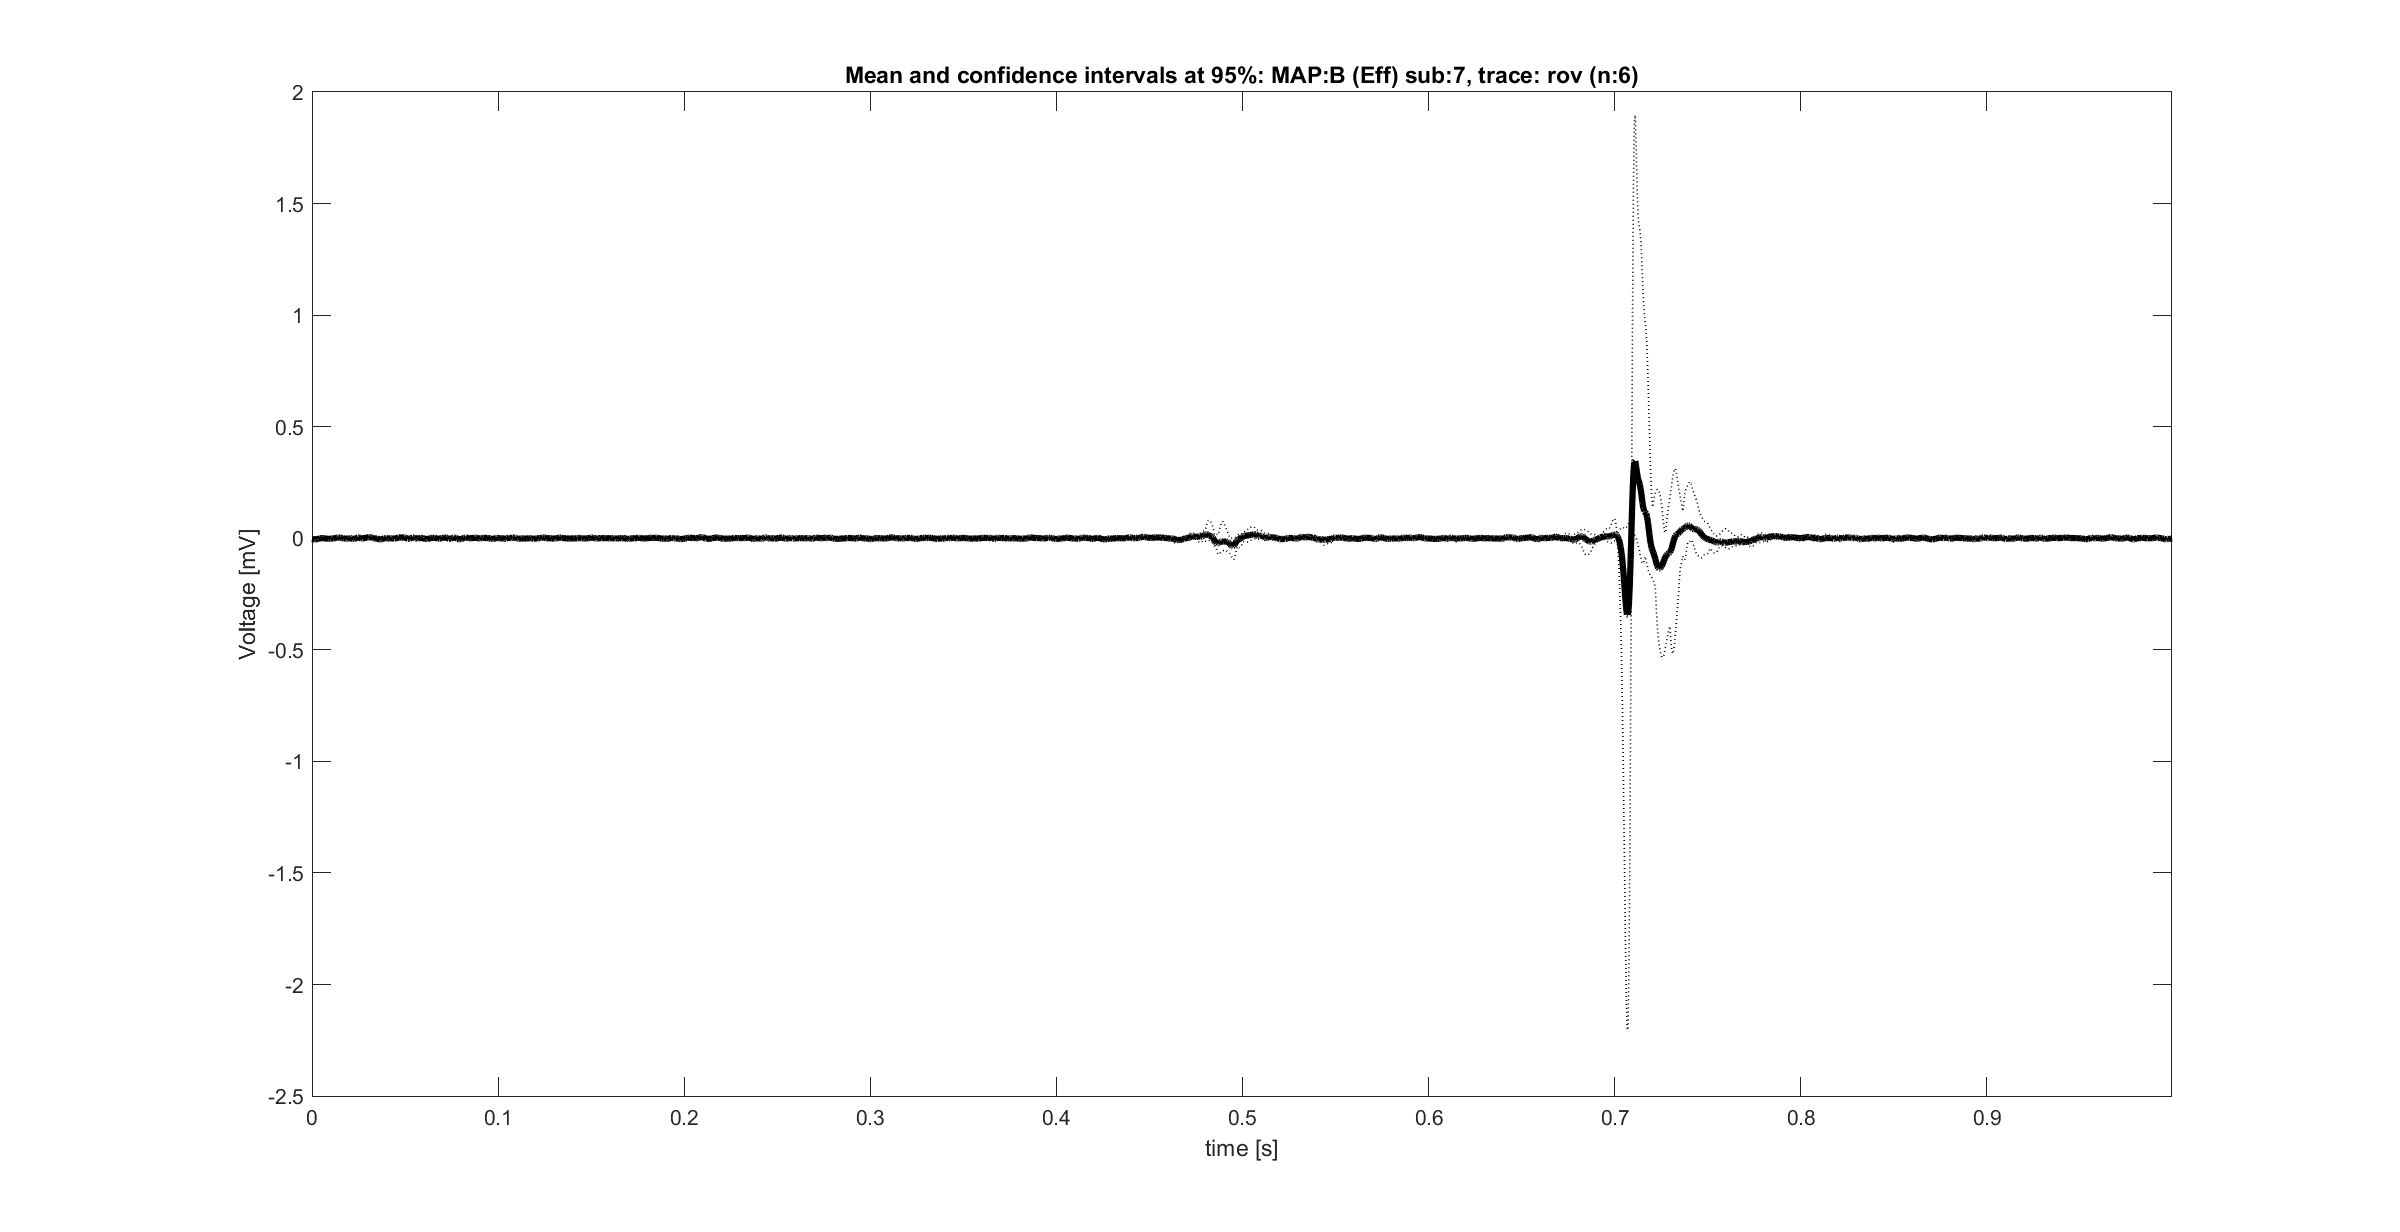 Mean and confidence intervals at 95%: MAP:B (Eff) sub:7, trace: rov (n:6)
2
1.5
1
0.5
0
-0.5
-1
-1.5
-2
-2.5
Voltage [mV]
0 0.1 0.2 0.3 0.4 0.5 0.6 0.7 0.8 0.9
time [s]